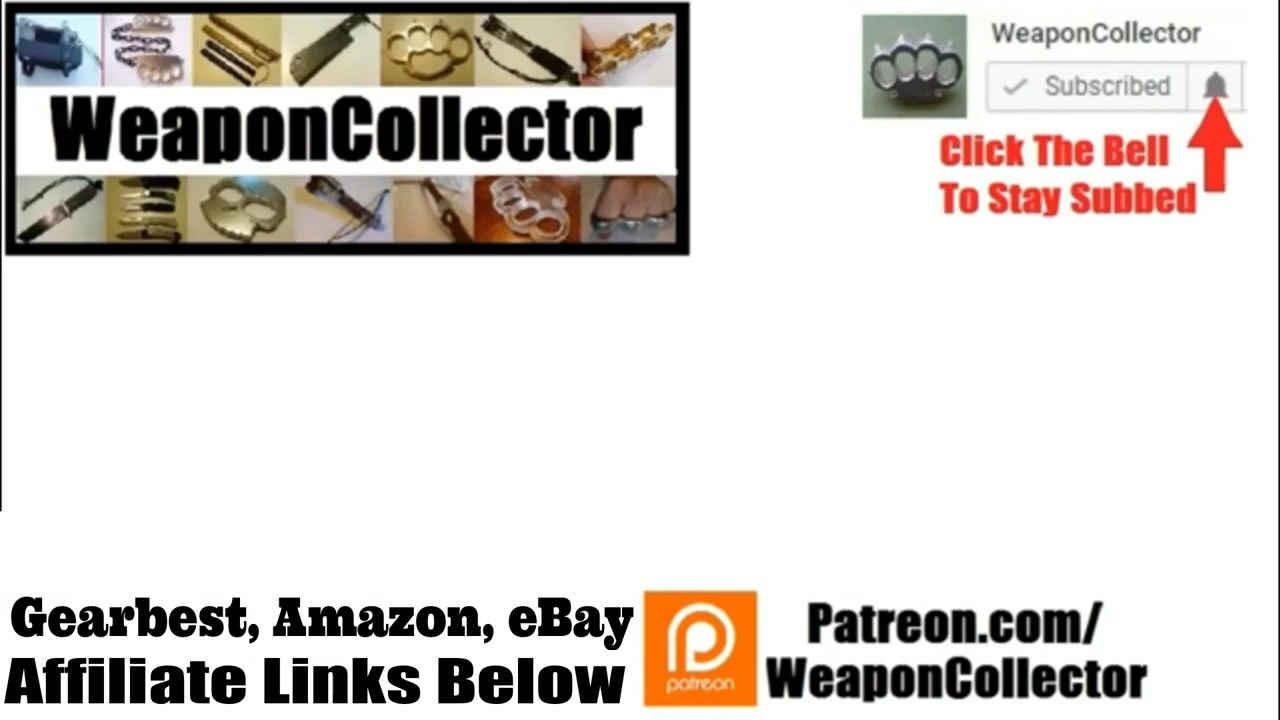 WeaponCollector
WeaponCollector
Subscribed
Click The Bell
To Stay Subbed
Gearbest, Amazon, eBay
Affiliate Links Below
patreon
Patreon.com/
WeaponCollector